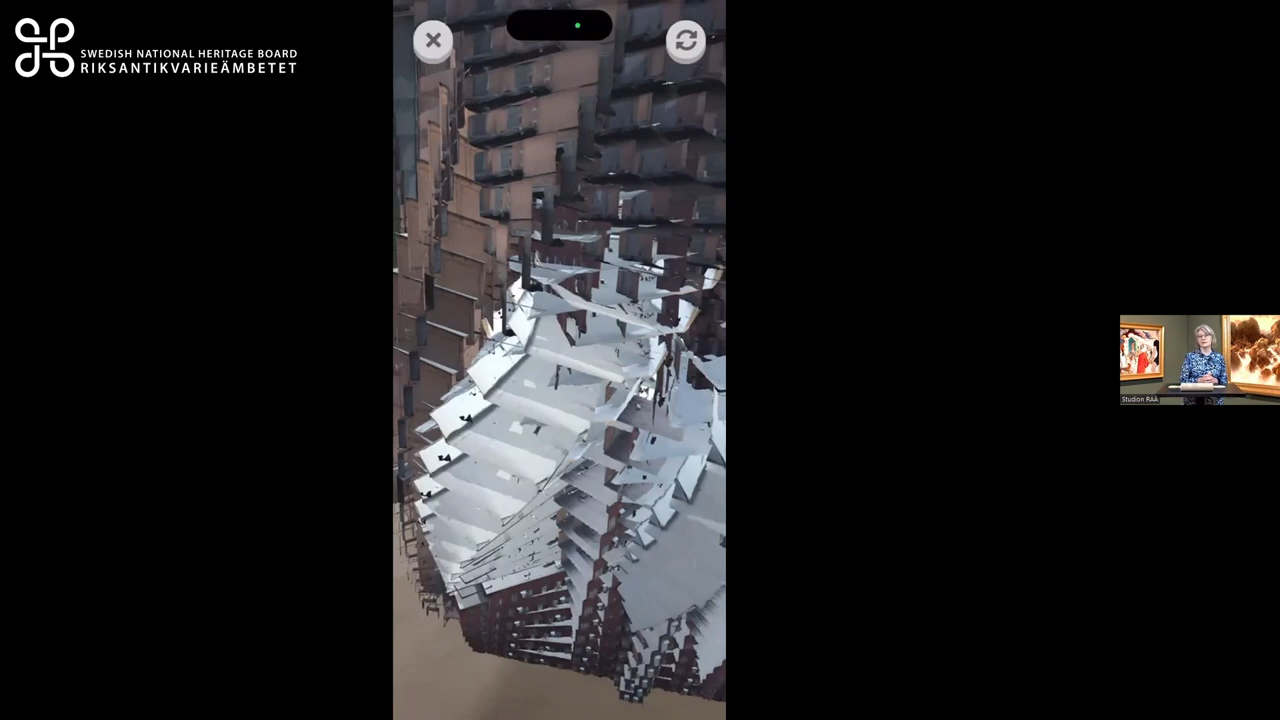 SWEDISH NATIONAL HERITAGE BOARD
RIKSANTIKVARIEÄMBETET
Studion RAÄ